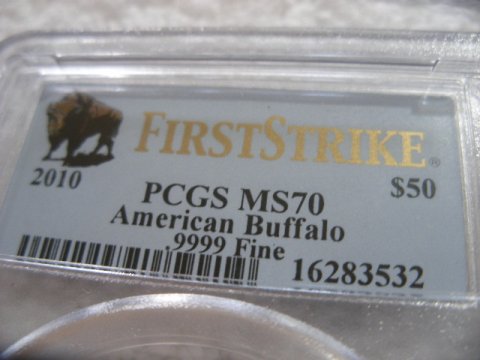 FIRSTSTRIKE®
2010
$50
PCGS MS70
American Buffalo
.9999 Fine
16283532